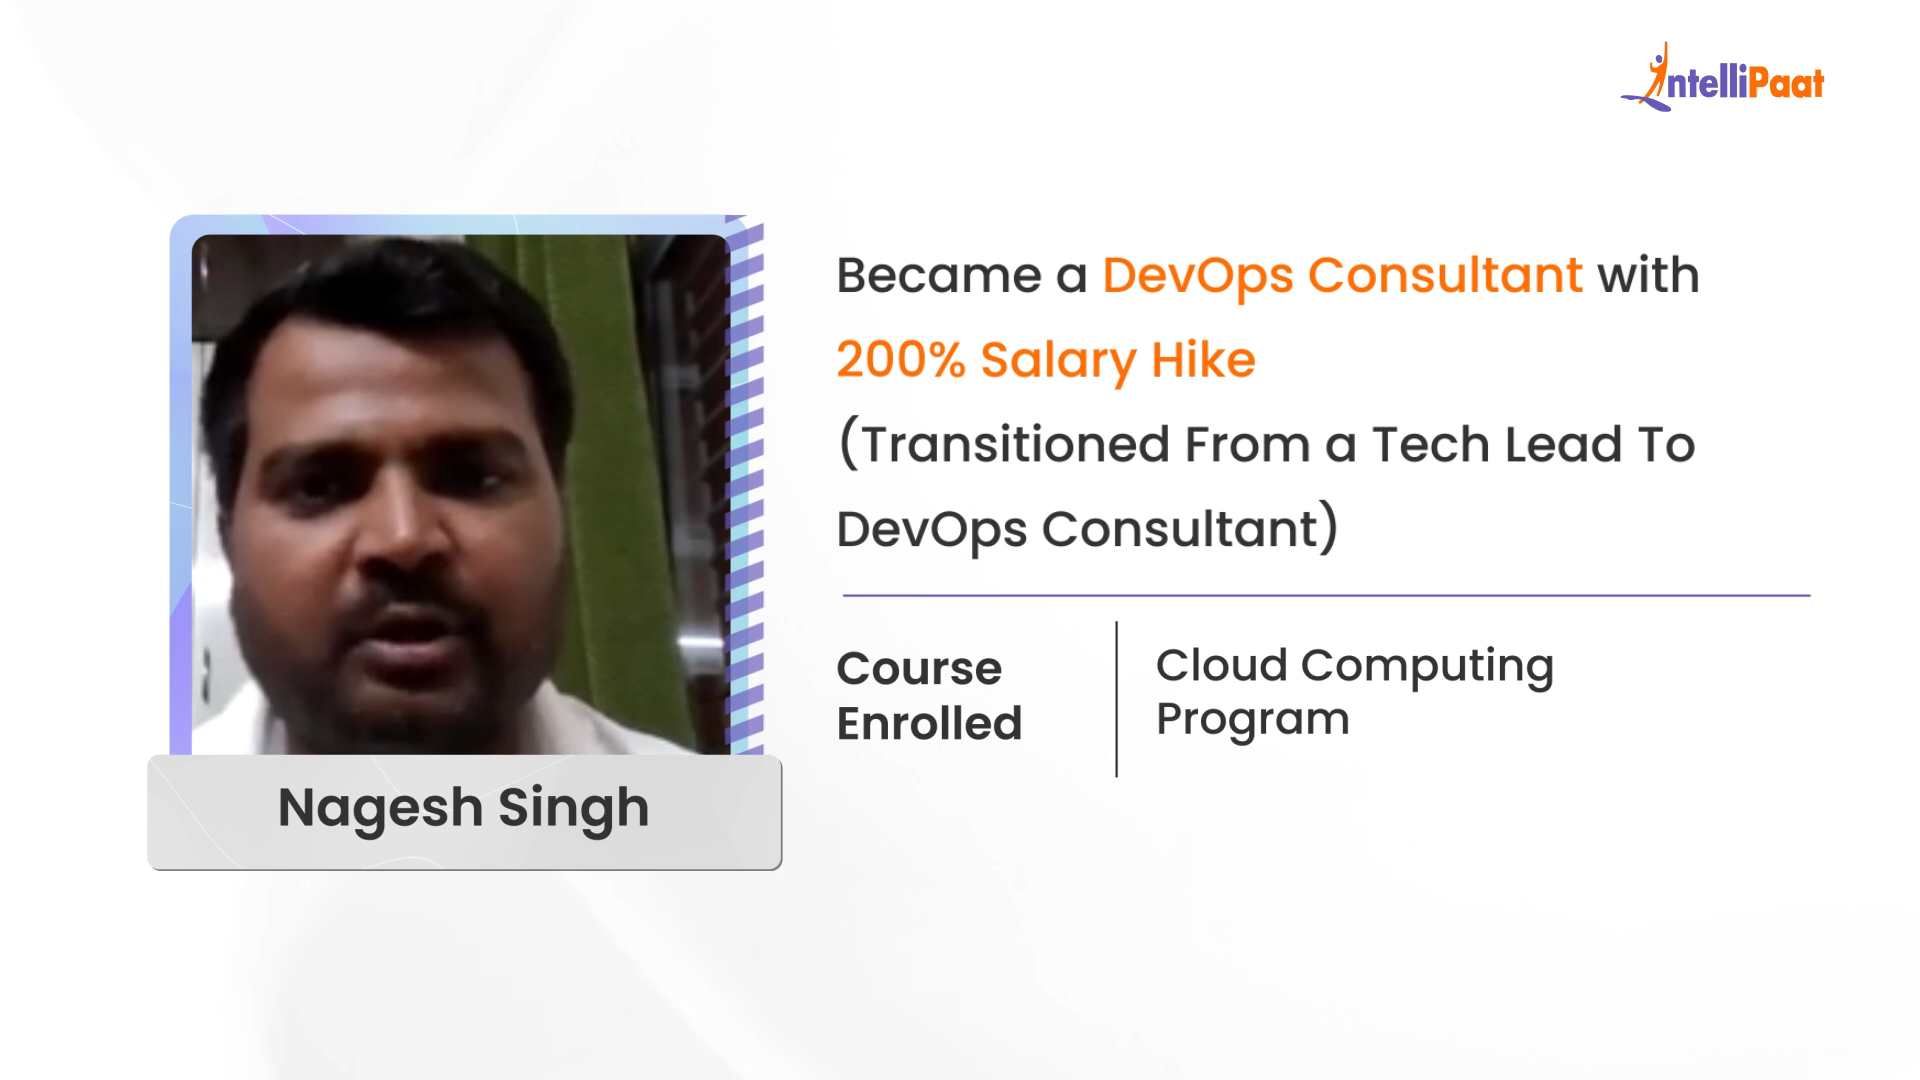 IntelliPaat
Became a DevOps Consultant with
200% Salary Hike
(Transitioned From a Tech Lead To
DevOps Consultant)
Course
Enrolled
Cloud Computing
Program
Nagesh Singh